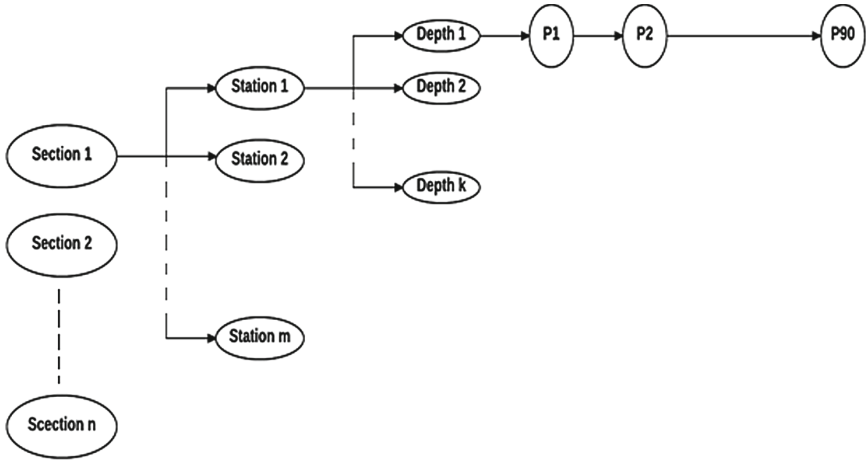 Depth 1
P1
P2
P90
Station 1
Depth 2
Section 1
Station 2
Depth k
Section 2
Station m
Scection n